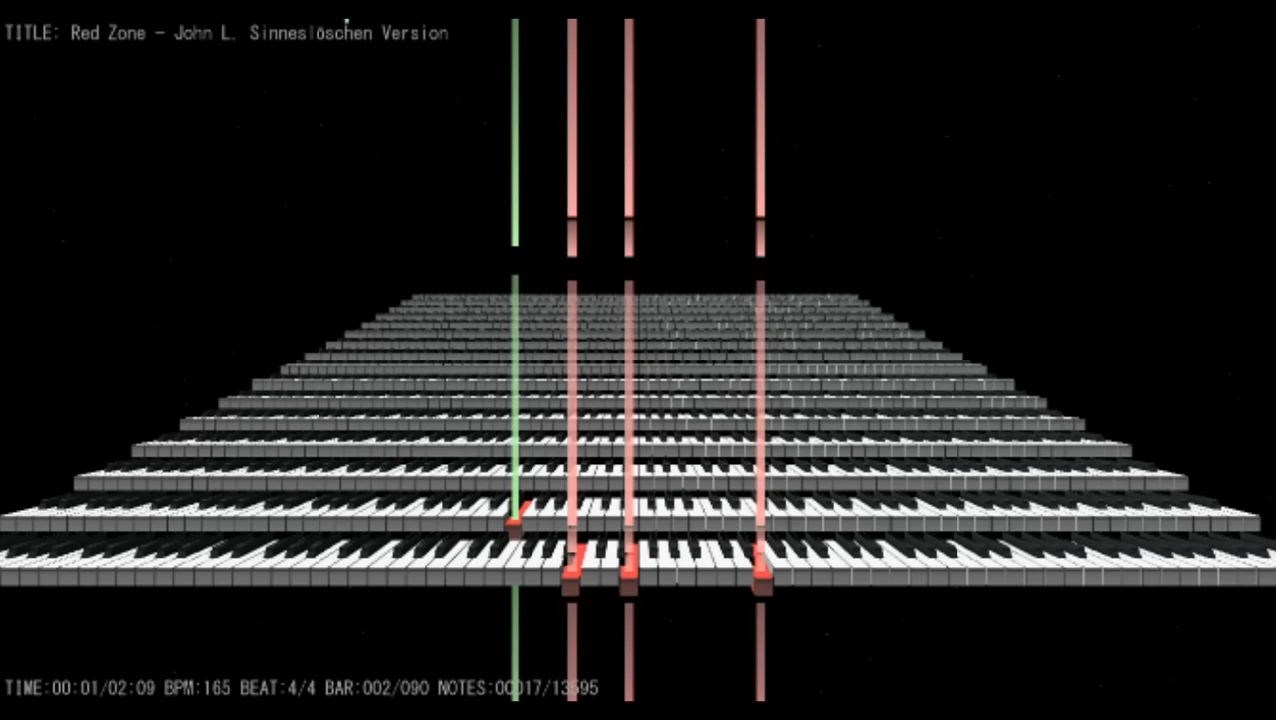 TITLE: Red Zone - John L. Sinneslöschen Version
TIME:00:01/02:09 BPM:165 BEAT:4/4 BAR:002/090 NOTES:00017/13595